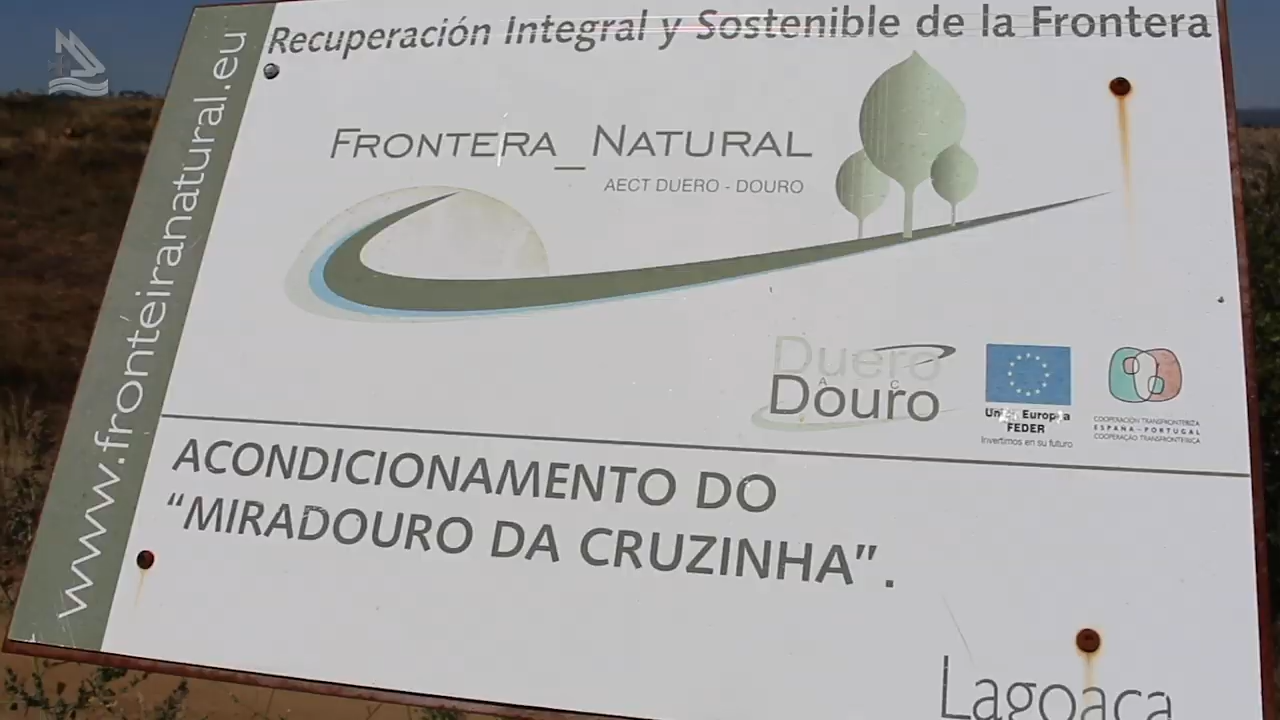 Recuperación Integral y Sostenible de la Frontera
www.fronteiranatural.eu
FRONTERA_NATURAL
AECT DUERO - DOURO
Duero
Douro
Unión Europea
FEDER
Invertimos en su futuro
COOPERACIÓN TRANSFRONTERIZA
ESPAÑA - PORTUGAL
COOPERAÇÃO TRANSFRONTEIRIÇA
ACONDICIONAMENTO DO
“MIRADOURO DA CRUZINHA”.
Lagoaça